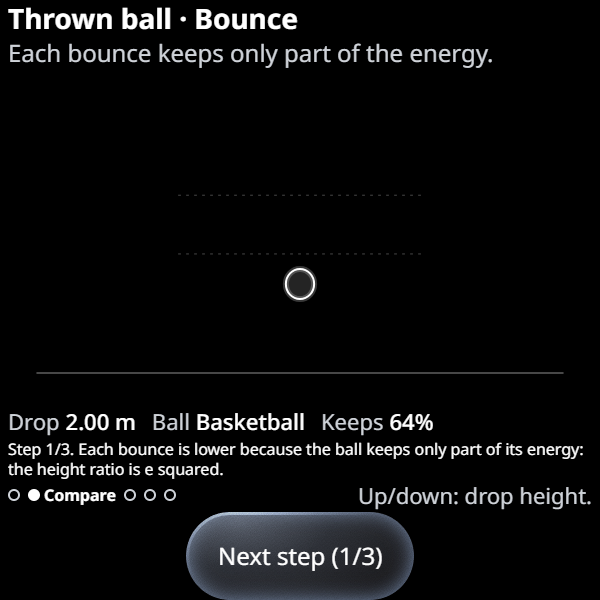 Thrown ball · Bounce
Each bounce keeps only part of the energy.
Drop 2.00 m Ball Basketball Keeps 64%
Step 1/3. Each bounce is lower because the ball keeps only part of its energy:
the height ratio is e squared.
Compare
Up/down: drop height.
Next step (1/3)